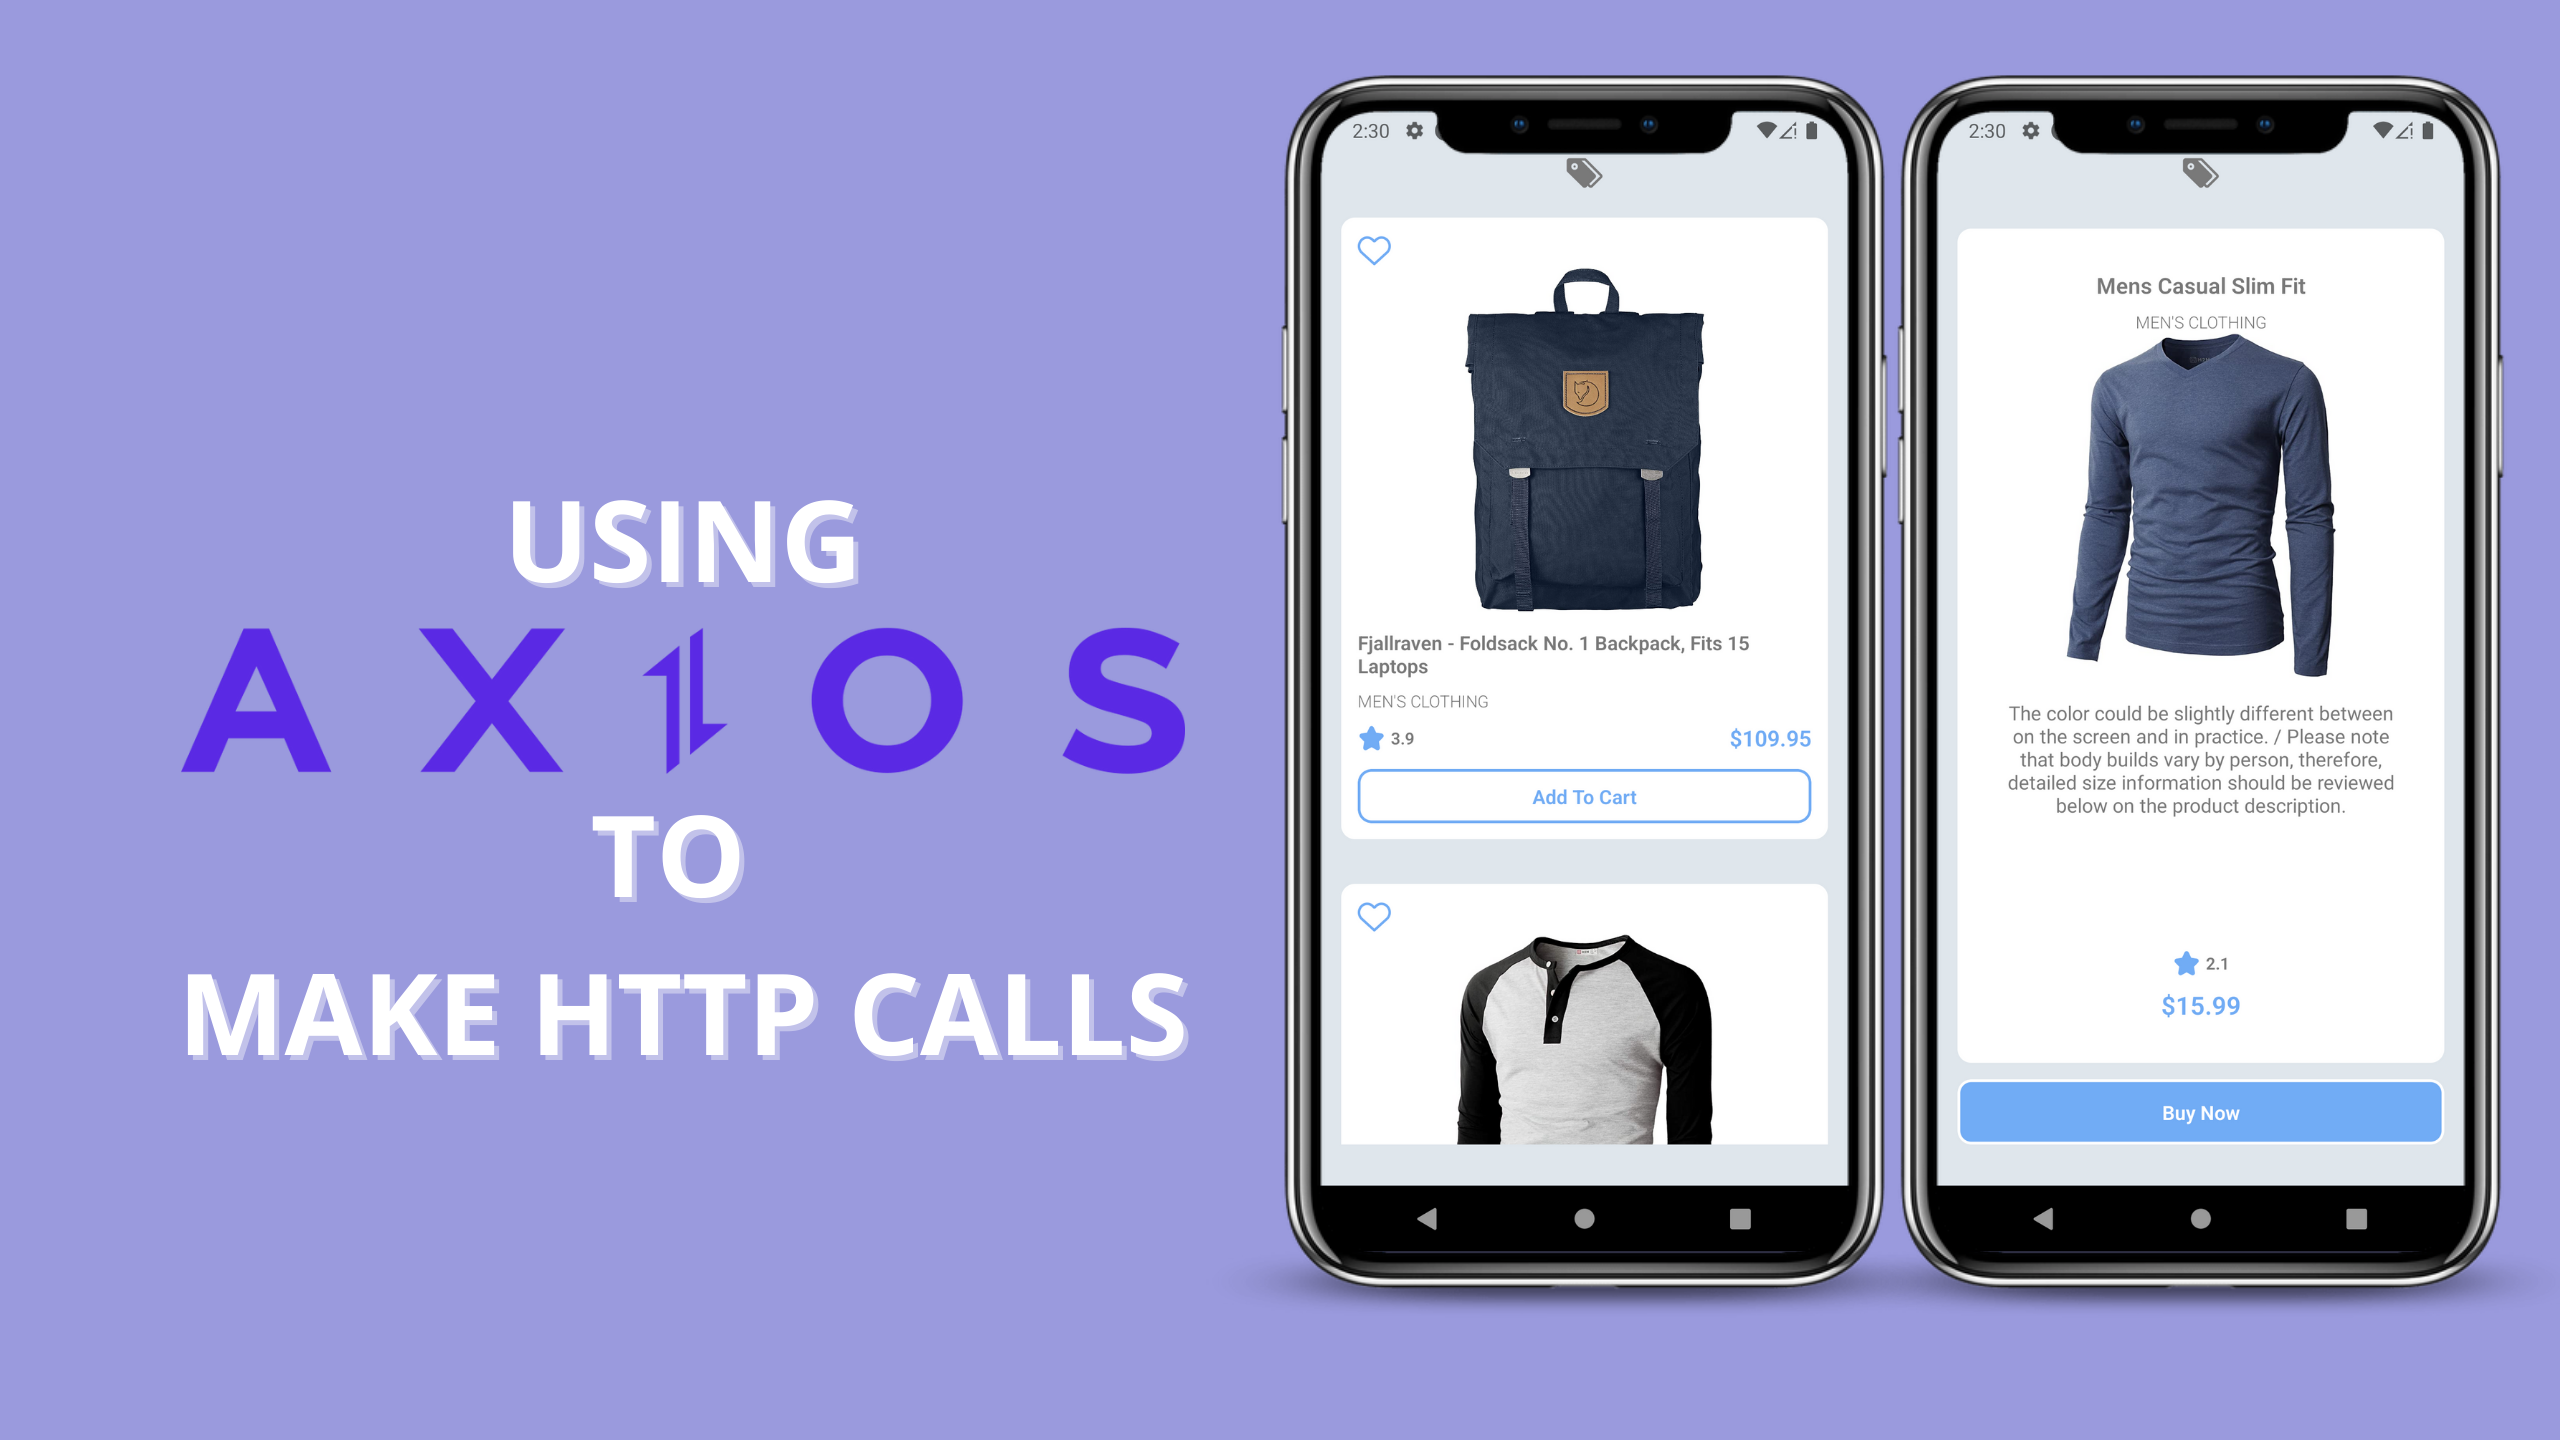 USING
AXIOS
TO
MAKE HTTP CALLS
2:30
Fjallraven - Foldsack No. 1 Backpack, Fits 15
Laptops
MEN'S CLOTHING
3.9
$109.95
Add To Cart
2:30
Mens Casual Slim Fit
MEN'S CLOTHING
The color could be slightly different between
on the screen and in practice. / Please note
that body builds vary by person, therefore,
detailed size information should be reviewed
below on the product description.
2.1
$15.99
Buy Now